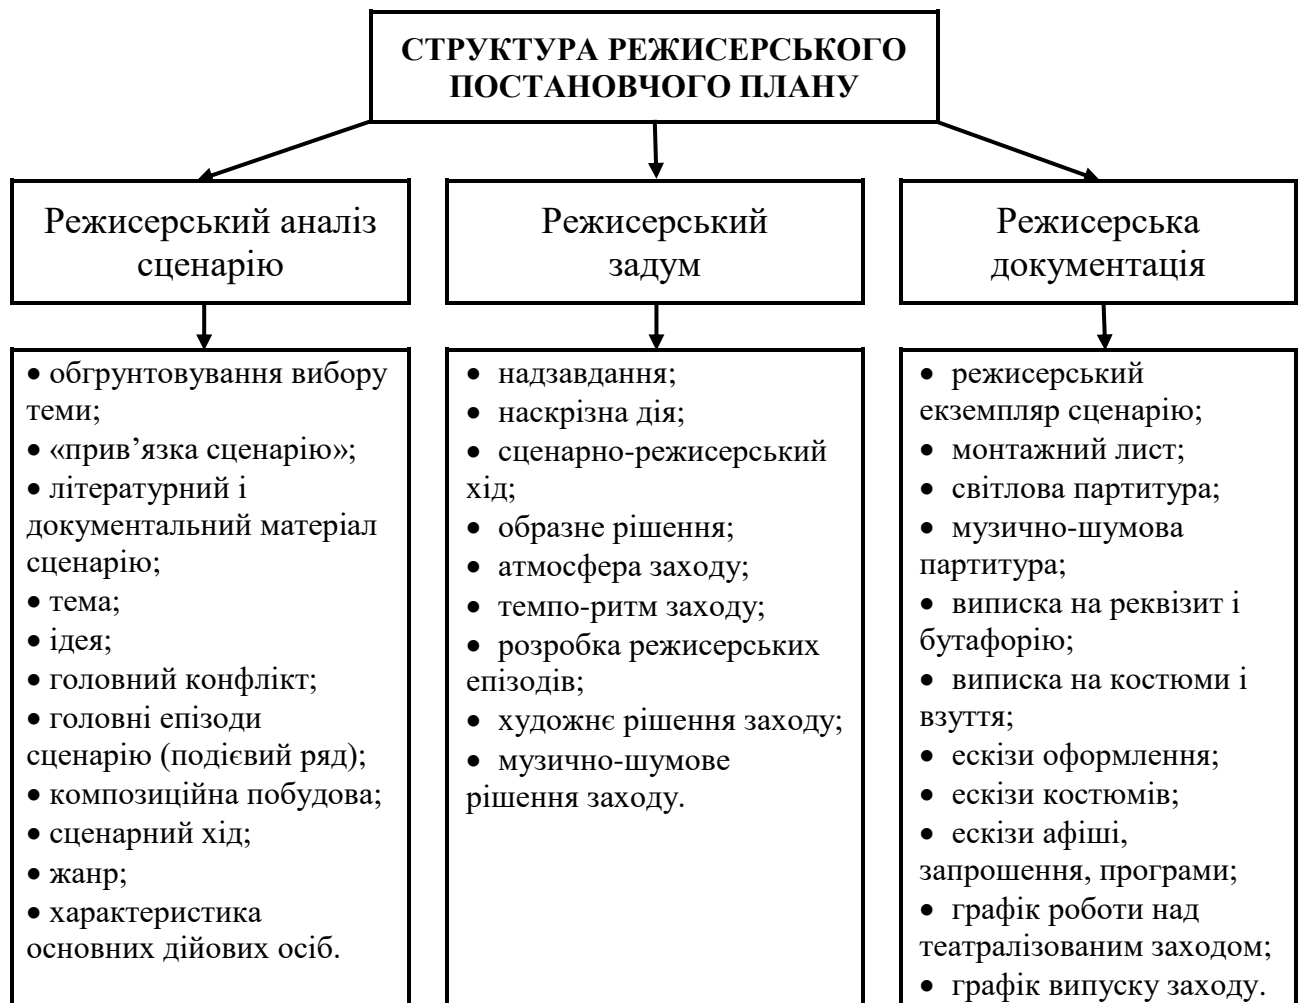 СТРУКТУРА РЕЖИСЕРСЬКОГО
ПОСТАНОВЧОГО ПЛАНУ
Режисерський аналіз
сценарію
• обгрунтовування вибору
теми;
• «прив’язка сценарію»;
• літературний і
документальний матеріал
сценарію;
• тема;
• ідея;
• головний конфлікт;
• головні епізоди
сценарію (подієвий ряд);
• композиційна побудова;
• сценарний хід;
• жанр;
• характеристика
основних дійових осіб.
Режисерський
задум
• надзавдання;
• наскрізна дія;
• сценарно-режисерський
хід;
• образне рішення;
• атмосфера заходу;
• темпо-ритм заходу;
• розробка режисерських
епізодів;
• художнє рішення заходу;
• музично-шумове
рішення заходу.
Режисерська
документація
• режисерський
екземпляр сценарію;
• монтажний лист;
• світлова партитура;
• музично-шумова
партитура;
• виписка на реквізит і
бутафорію;
• виписка на костюми і
взуття;
• ескізи оформлення;
• ескізи костюмів;
• ескізи афіші,
запрошення, програми;
• графік роботи над
театралізованим заходом;
• графік випуску заходу.